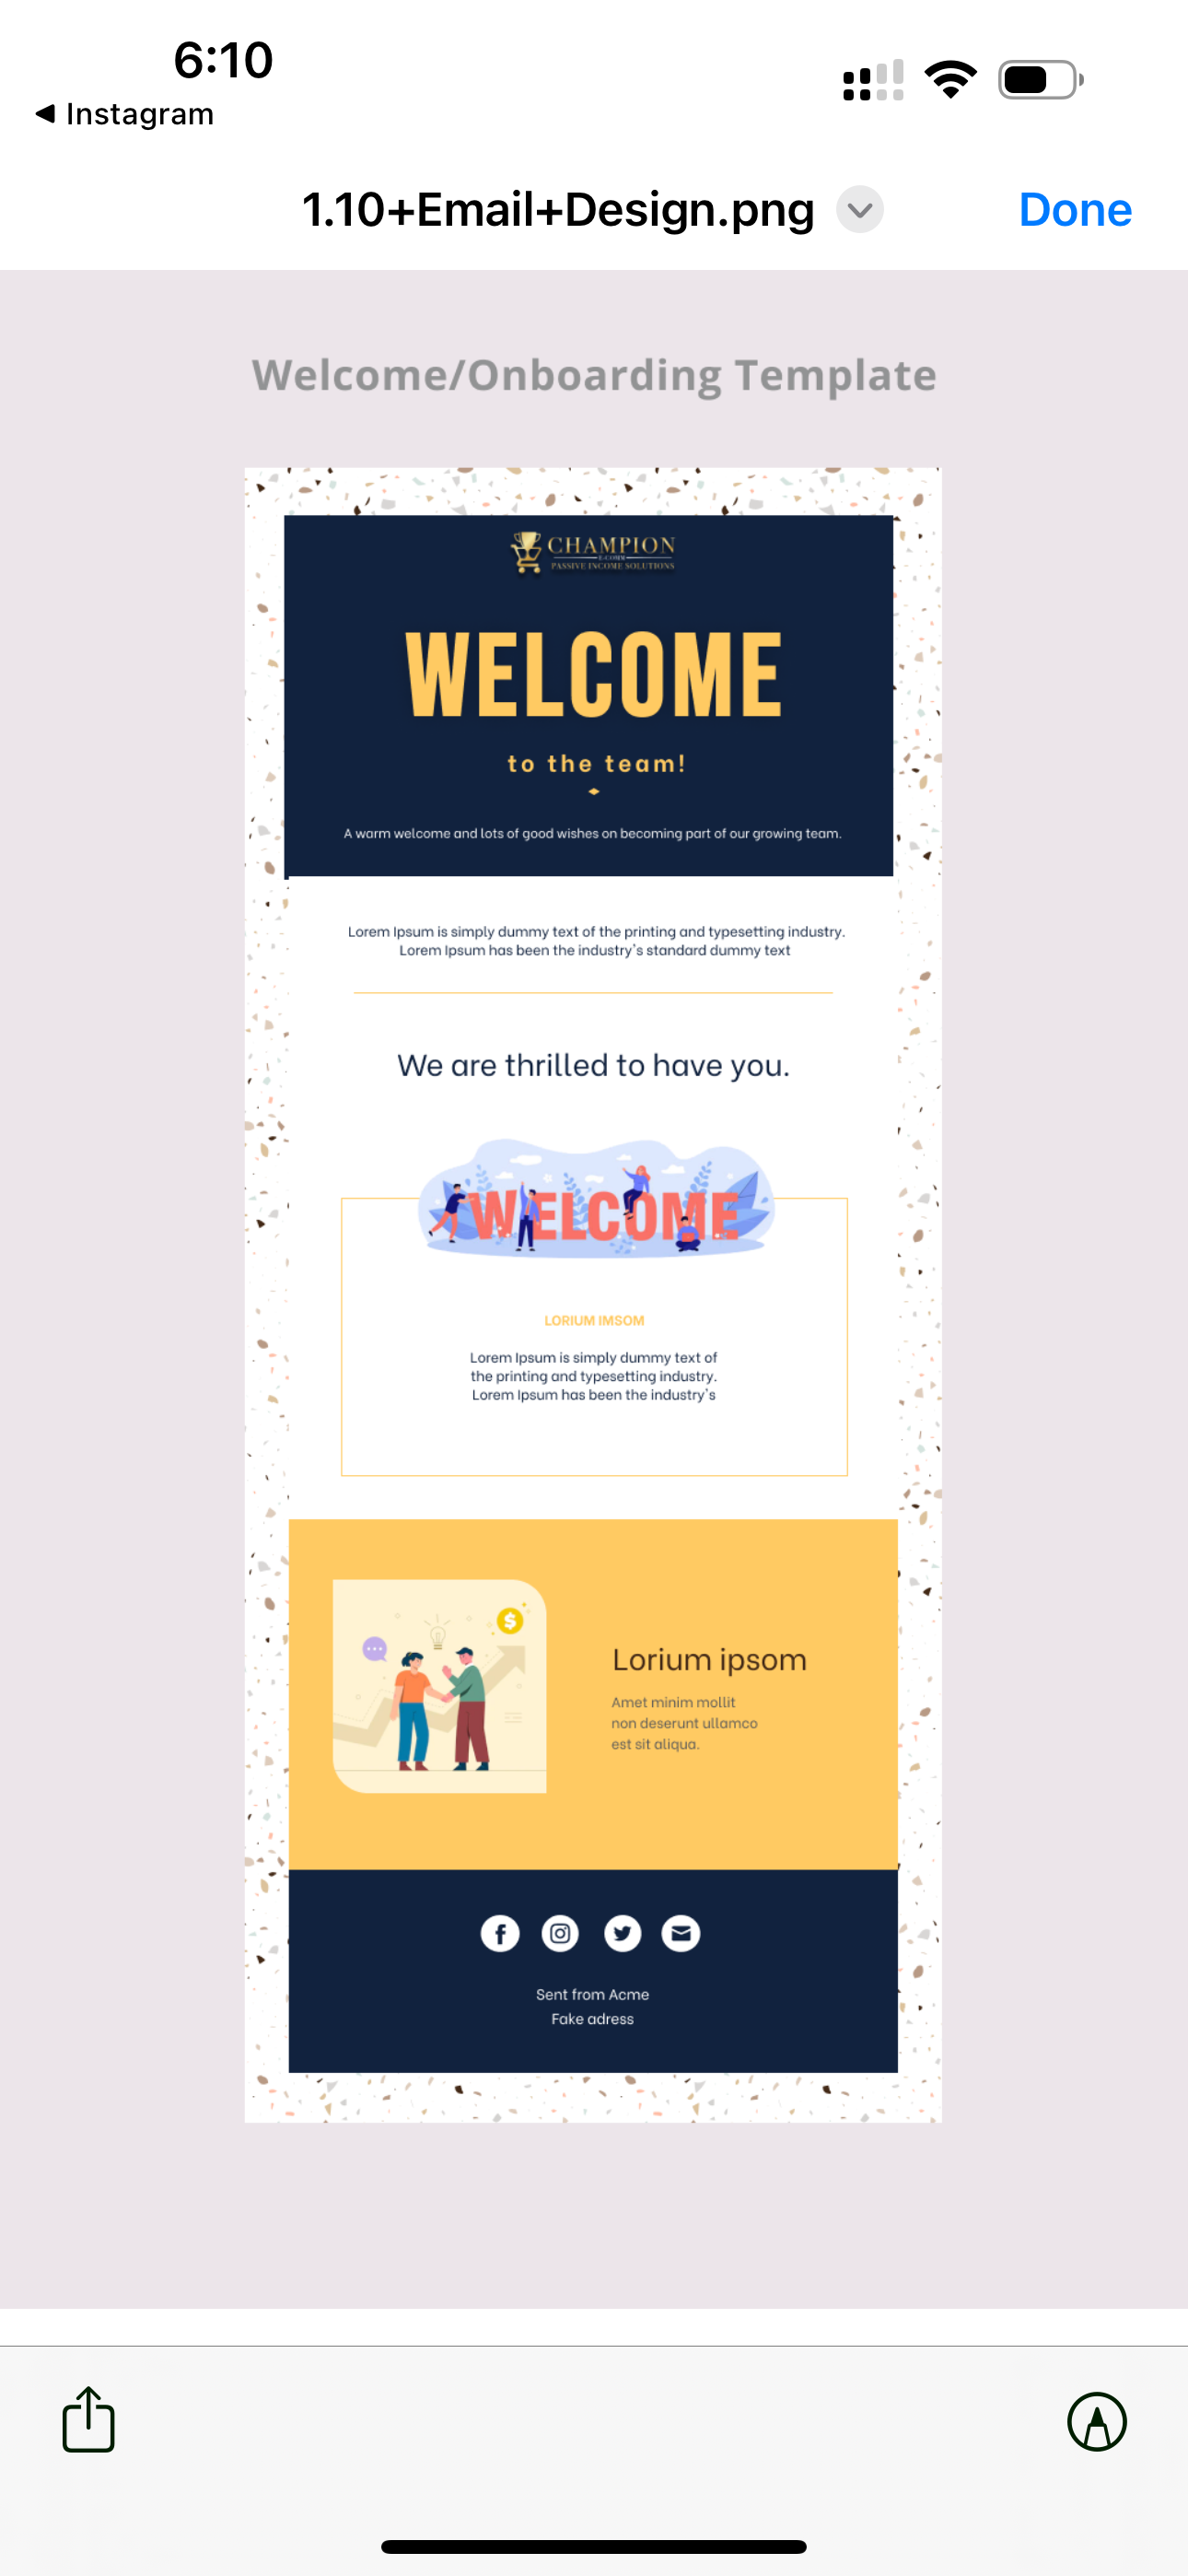 6:10
Instagram
1.10+Email+Design.png
Done
Welcome/Onboarding Template
CHAMPION
E-COMM
PASSIVE INCOME SOLUTIONS
WELCOME
to the team!
A warm welcome and lots of good wishes on becoming part of our growing team.
Lorem Ipsum is simply dummy text of the printing and typesetting industry.
Lorem Ipsum has been the industry's standard dummy text
We are thrilled to have you.
WELCOME
LORIUM IMSOM
Lorem Ipsum is simply dummy text of
the printing and typesetting industry.
Lorem Ipsum has been the industry's
$
Lorium ipsom
Amet minim mollit
non deserunt ullamco
est sit aliqua.
Sent from Acme
Fake adress